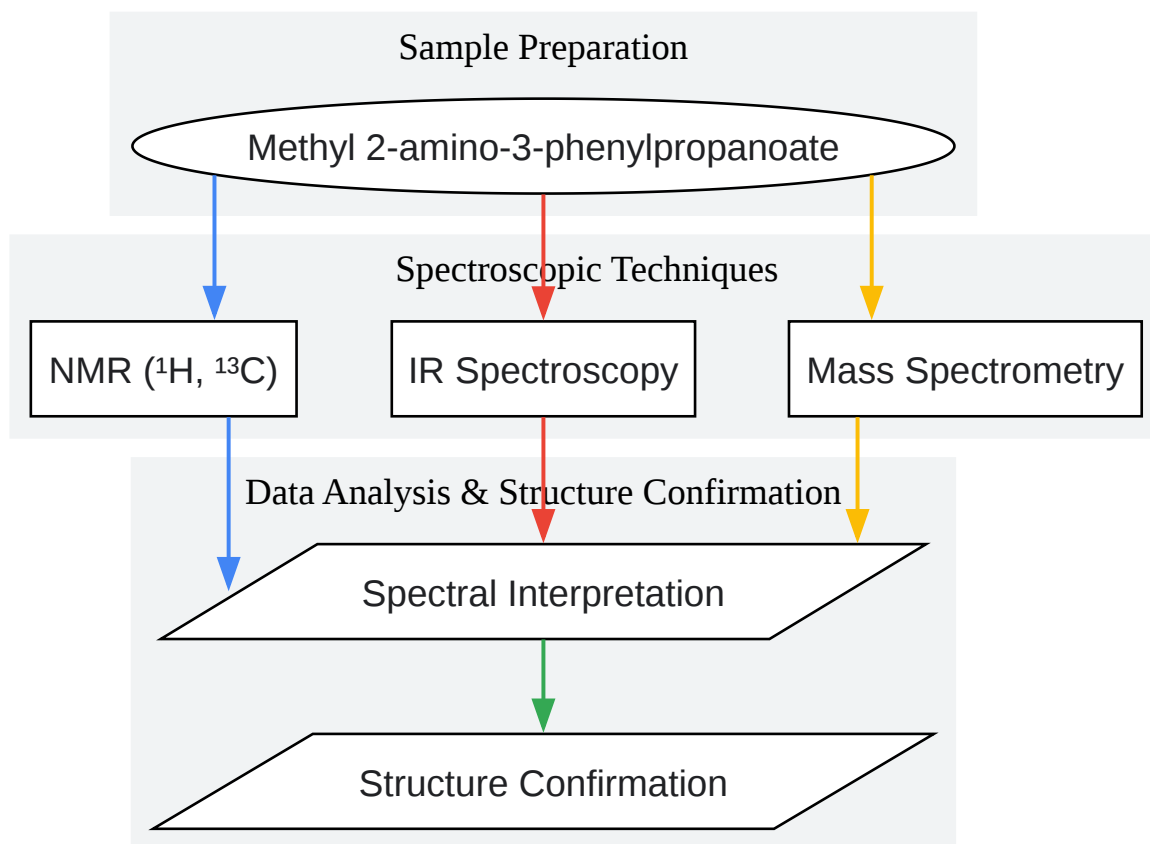 Sample Preparation
Methyl 2-amino-3-phenylpropanoate
Spectroscopic Techniques
NMR (¹H, ¹³C)
IR Spectroscopy
Mass Spectrometry
Data Analysis & Structure Confirmation
Spectral Interpretation
Structure Confirmation